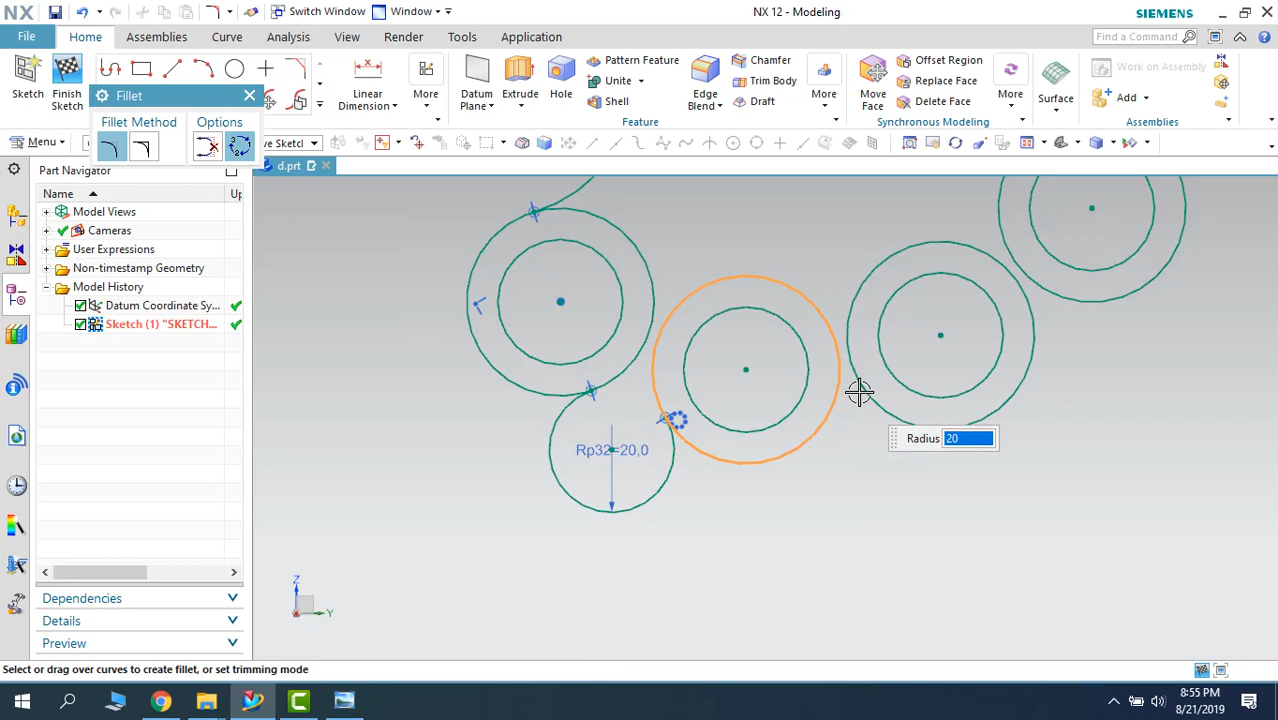 NX
Switch Window
Window
NX 12 - Modeling
SIEMENS
File
Home
Assemblies
Curve
Analysis
View
Render
Tools
Application
Find a Command
Sketch
Finish Sketch
Linear Dimension
More
Datum Plane
Extrude
Hole
Pattern Feature
Unite
Shell
Edge Blend
Chamfer
Trim Body
Draft
More
Move Face
Offset Region
Replace Face
Delete Face
More
Surface
Work on Assembly
Add
Feature
Synchronous Modeling
Assemblies
Fillet
Fillet Method
Options
Menu
ve Sketcl
d.prt
Part Navigator
Name
Up
Model Views
Cameras
User Expressions
Non-timestamp Geometry
Model History
Datum Coordinate Sy...
Sketch (1) "SKETCH...
Dependencies
Details
Preview
Rp32=20,0
Radius 20
Z
Y
Select or drag over curves to create fillet, or set trimming mode
8:55 PM
8/21/2019